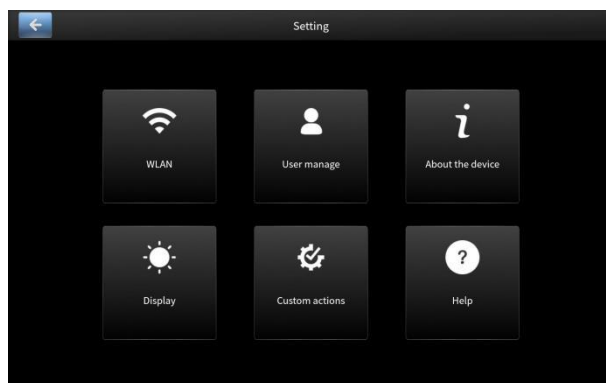 Setting
WLAN
User manage
About the device
Display
Custom actions
Help